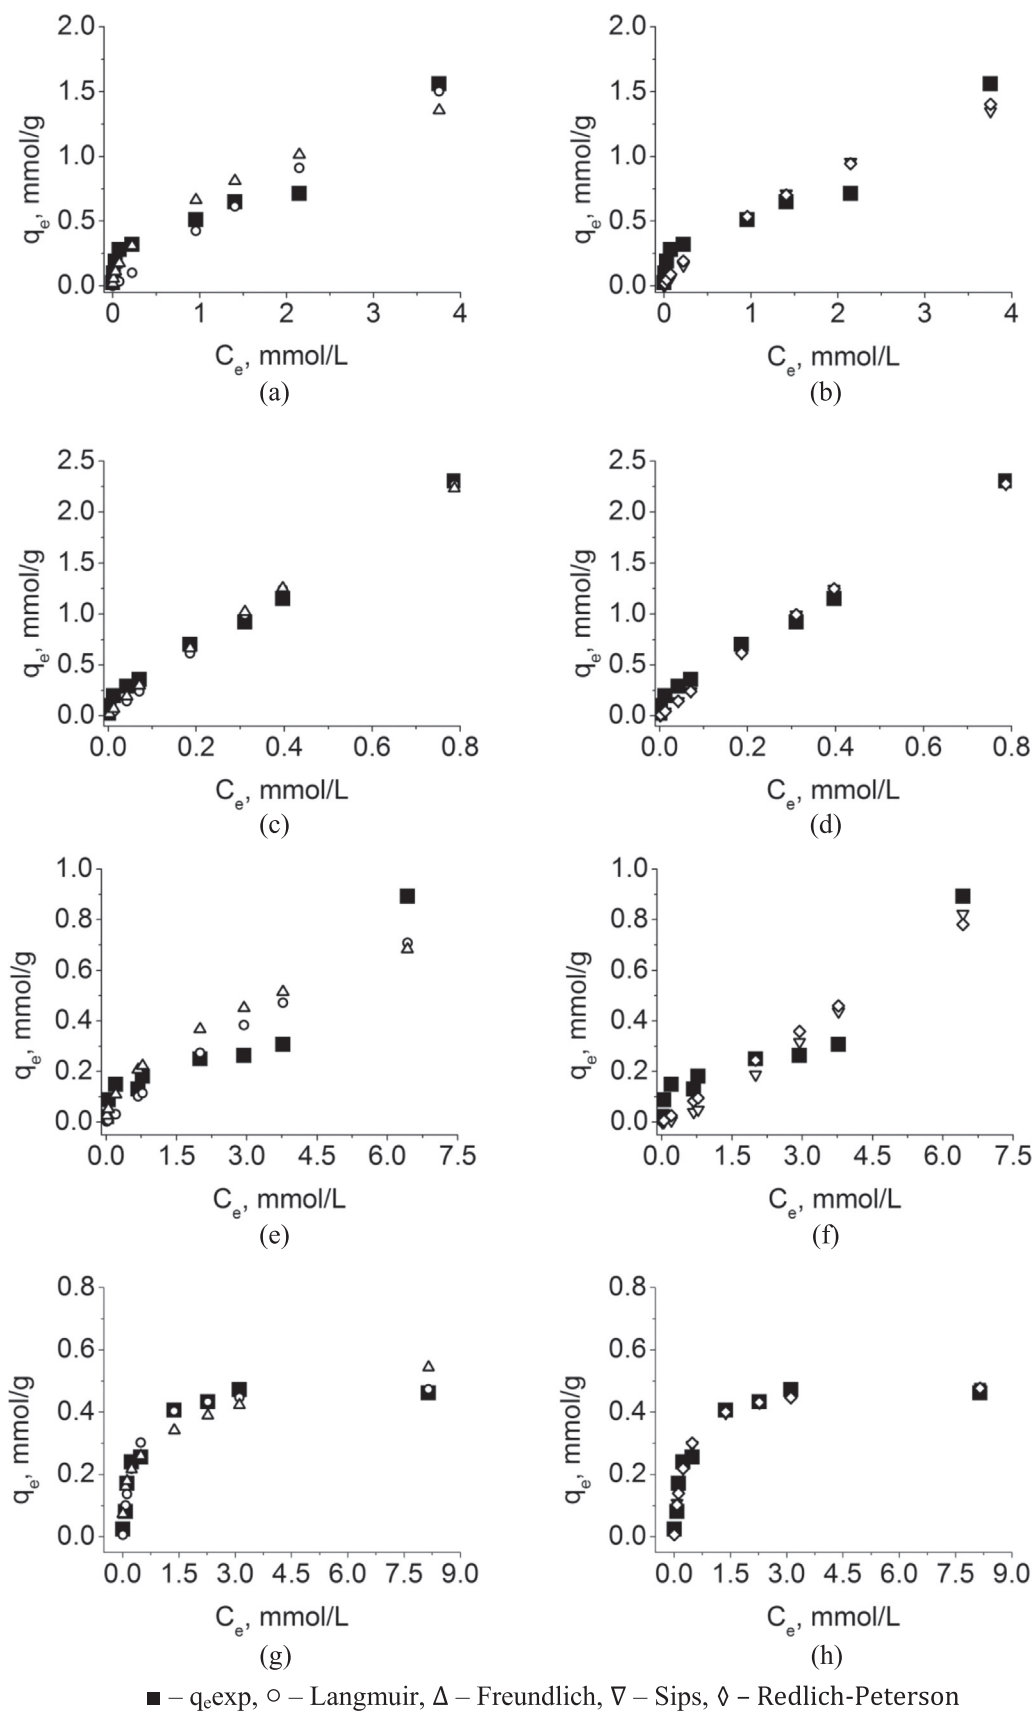 2.0
1.5
1.0
0.5
0.0
qe, mmol/g
0 1 2 3 4
Ce, mmol/L
(a)
2.0
1.5
1.0
0.5
0.0
qe, mmol/g
0 1 2 3 4
Ce, mmol/L
(b)
2.5
2.0
1.5
1.0
0.5
0.0
qe, mmol/g
0.0 0.2 0.4 0.6 0.8
Ce, mmol/L
(c)
2.5
2.0
1.5
1.0
0.5
0.0
qe, mmol/g
0.0 0.2 0.4 0.6 0.8
Ce, mmol/L
(d)
1.0
0.8
0.6
0.4
0.2
0.0
qe, mmol/g
0.0 1.5 3.0 4.5 6.0 7.5
Ce, mmol/L
(e)
1.0
0.8
0.6
0.4
0.2
0.0
qe, mmol/g
0.0 1.5 3.0 4.5 6.0 7.5
Ce, mmol/L
(f)
0.8
0.6
0.4
0.2
0.0
qe, mmol/g
0.0 1.5 3.0 4.5 6.0 7.5 9.0
Ce, mmol/L
(g)
0.8
0.6
0.4
0.2
0.0
qe, mmol/g
0.0 1.5 3.0 4.5 6.0 7.5 9.0
Ce, mmol/L
(h)
■ – qeexp, ○ – Langmuir, Δ – Freundlich, ∇ – Sips, ◊ – Redlich-Peterson